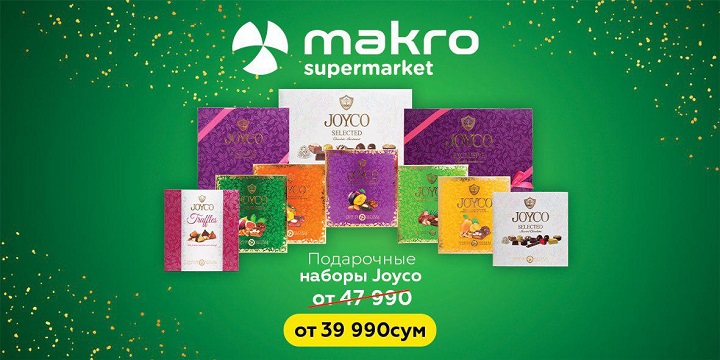 makro
supermarket
JOYCO
SELECTED
JOYCO
Truffles
JOYCO
SELECTED
Подарочные
наборы Joyco
от 47 990
от 39 990сум